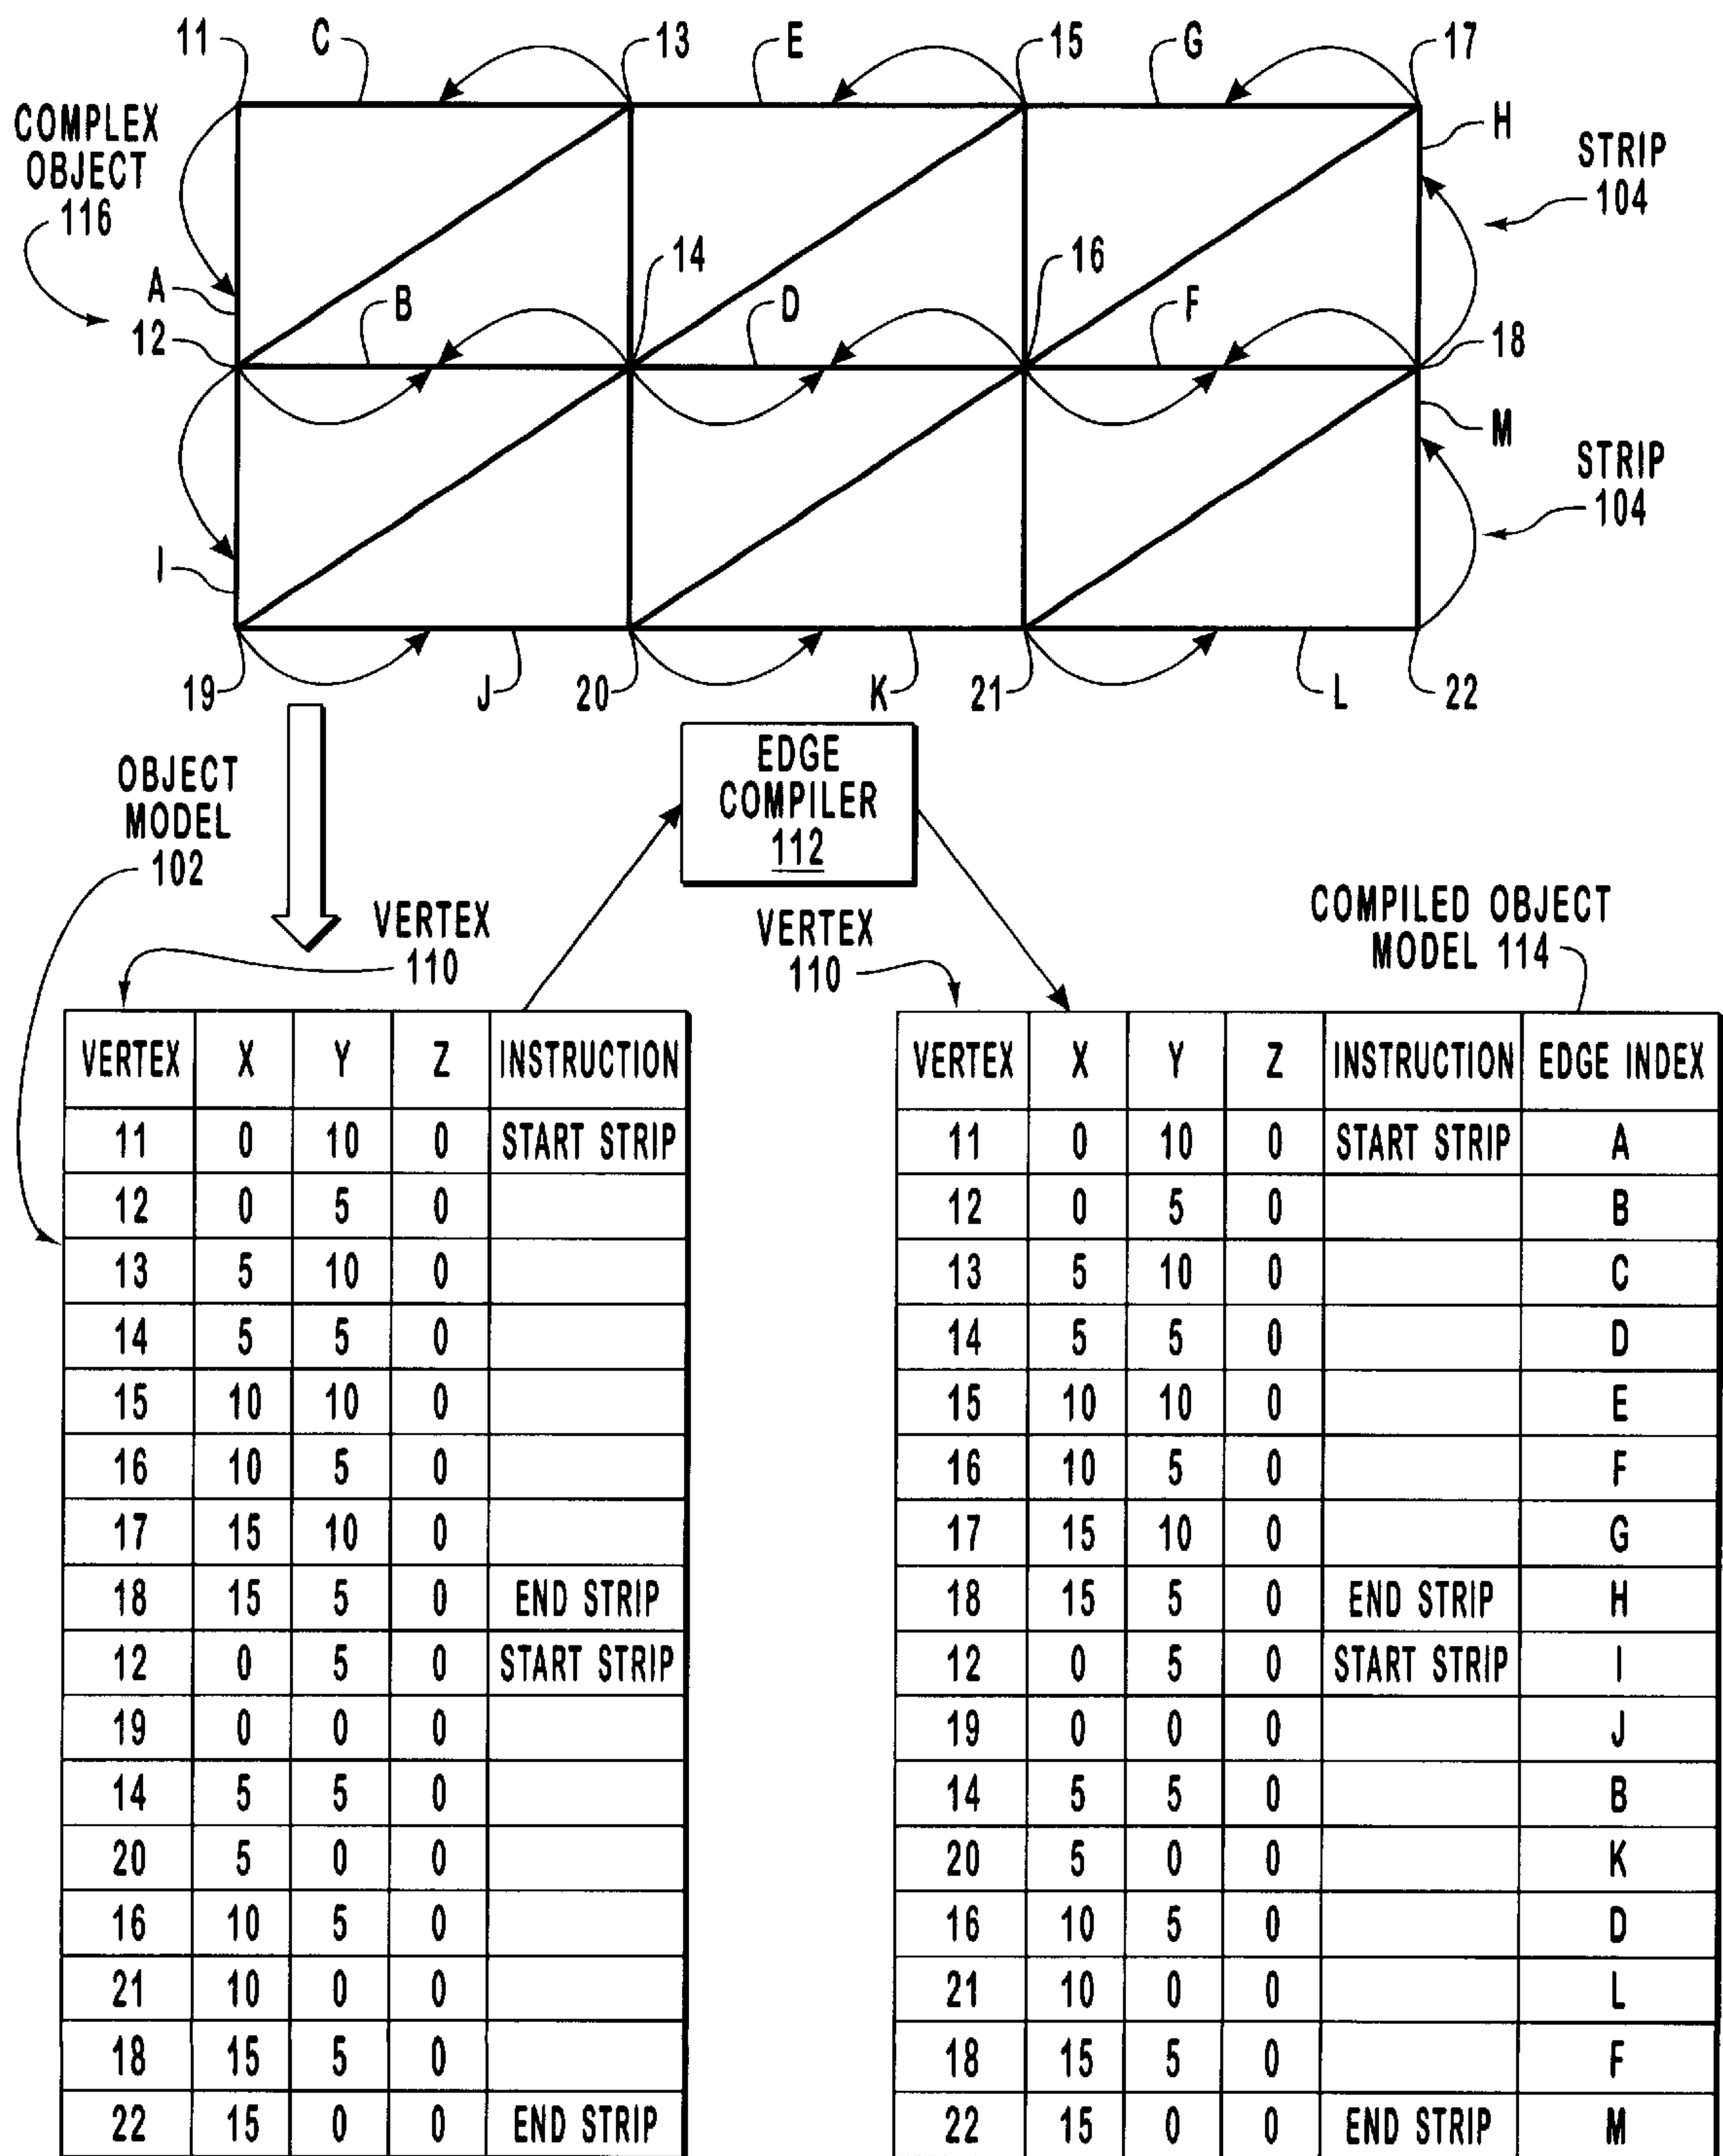 11 C 13 E 15 G 17
COMPLEX
OBJECT
116
H
STRIP
104
A
12
B
14
D
16
F
18
M
STRIP
104
I
19 J 20 K 21 L 22
OBJECT
MODEL
102
EDGE
COMPILER
112
VERTEX
110
VERTEX
110
COMPILED OBJECT
MODEL 114
VERTEX X Y Z INSTRUCTION
11 0 10 0 START STRIP
12 0 5 0
13 5 10 0
14 5 5 0
15 10 10 0
16 10 5 0
17 15 10 0
18 15 5 0 END STRIP
12 0 5 0 START STRIP
19 0 0 0
14 5 5 0
20 5 0 0
16 10 5 0
21 10 0 0
18 15 5 0
22 15 0 0 END STRIP
VERTEX X Y Z INSTRUCTION EDGE INDEX
11 0 10 0 START STRIP A
12 0 5 0 B
13 5 10 0 C
14 5 5 0 D
15 10 10 0 E
16 10 5 0 F
17 15 10 0 G
18 15 5 0 END STRIP H
12 0 5 0 START STRIP I
19 0 0 0 J
14 5 5 0 B
20 5 0 0 K
16 10 5 0 D
21 10 0 0 L
18 15 5 0 F
22 15 0 0 END STRIP M